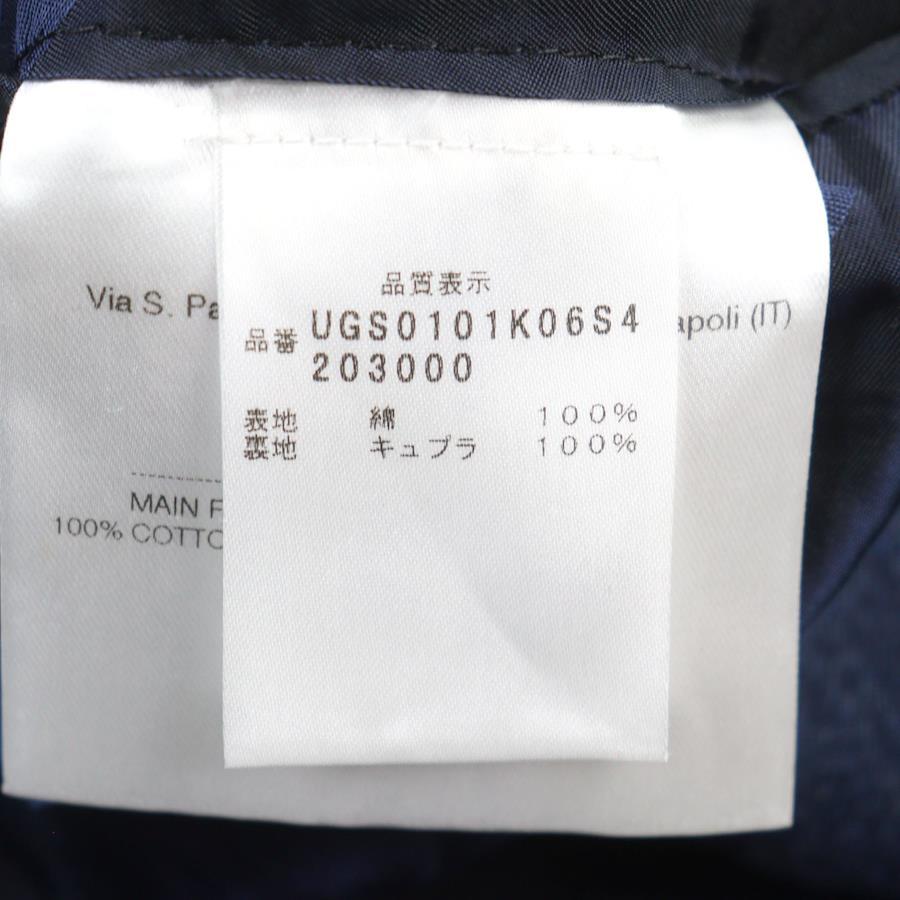 品質表示
Via S. Pa
apoli (IT)
品番 UGS0101K06S4
203000
表地 綿 100%
裏地 キュプラ 100%
MAIN F
100% COTTO